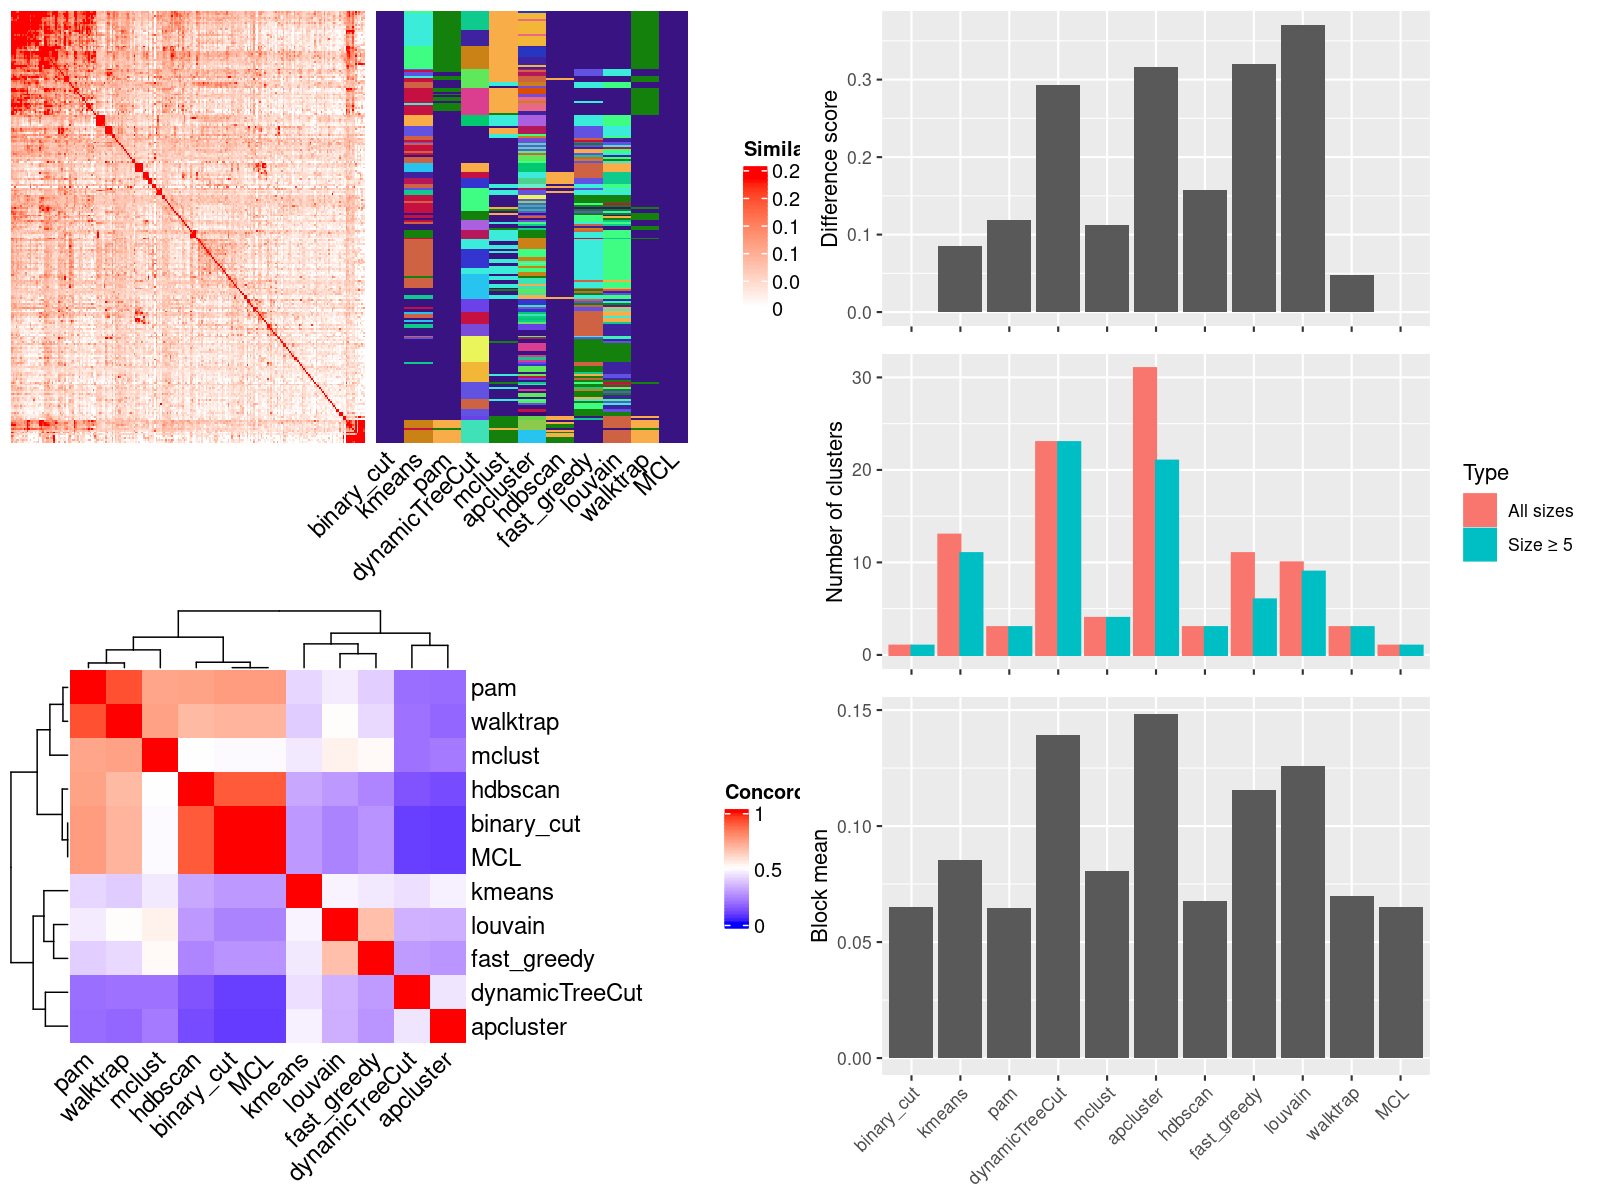 Simila
0.2
0.2
0.1
0.1
0.0
0
binary_cut
kmeans
pam
dynamicTreeCut
mclust
apcluster
hdbscan
fast_greedy
louvain
walktrap
MCL
pam
walktrap
mclust
hdbscan
binary_cut
MCL
kmeans
louvain
fast_greedy
dynamicTreeCut
apcluster
pam
walktrap
mclust
hdbscan
binary_cut
MCL
kmeans
louvain
fast_greedy
dynamicTreeCut
apcluster
Concord
1
0.5
0
Difference score
0.3
0.2
0.1
0.0
Number of clusters
30
20
10
0
Type
All sizes
Size ≥ 5
Block mean
0.15
0.10
0.05
0.00
binary_cut
kmeans
pam
dynamicTreeCut
mclust
apcluster
hdbscan
fast_greedy
louvain
walktrap
MCL